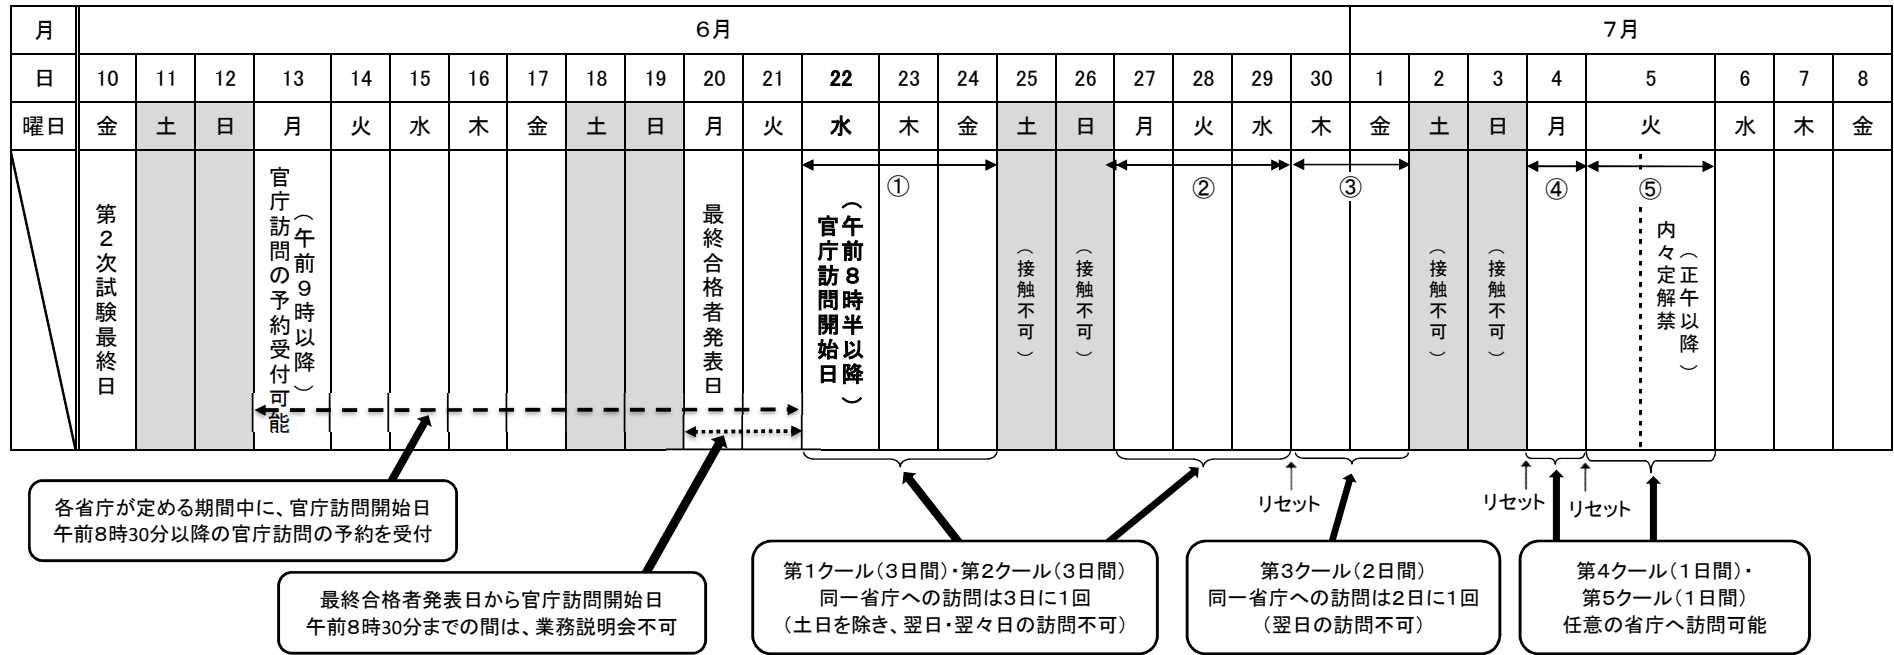 月 6月 7月
日 10 11 12 13 14 15 16 17 18 19 20 21 22 23 24 25 26 27 28 29 30 1 2 3 4 5 6 7 8
曜日 金 土 日 月 火 水 木 金 土 日 月 火 水 木 金 土 日 月 火 水 木 金 土 日 月 火 水 木 金
第2次試験最終日
官庁訪問の予約受付可能
(午前9時以降)
最終合格者発表日
(午前8時半以降)
官庁訪問開始日
①
(接触不可)
(接触不可)
②
③
(接触不可)
(接触不可)
④
⑤
内々定解禁
(正午以降)
リセット
リセット
リセット
各省庁が定める期間中に、官庁訪問開始日
午前8時30分以降の官庁訪問の予約を受付
最終合格者発表日から官庁訪問開始日
午前8時30分までの間は、業務説明会不可
第1クール(3日間)・第2クール(3日間)
同一省庁への訪問は3日に1回
(土日を除き、翌日・翌々日の訪問不可)
第3クール(2日間)
同一省庁への訪問は2日に1回
(翌日の訪問不可)
第4クール(1日間)・
第5クール(1日間)
任意の省庁へ訪問可能